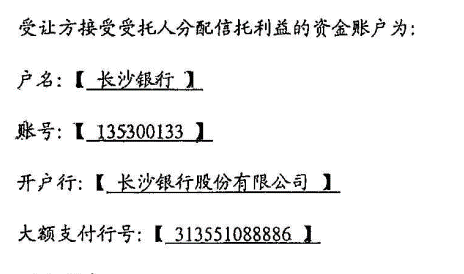 受让方接受受托人分配信托利益的资金账户为:
户名:【 长沙银行 】
账号:【 135300133 】
开户行:【 长沙银行股份有限公司 】
大额支付行号:【 313551088886 】